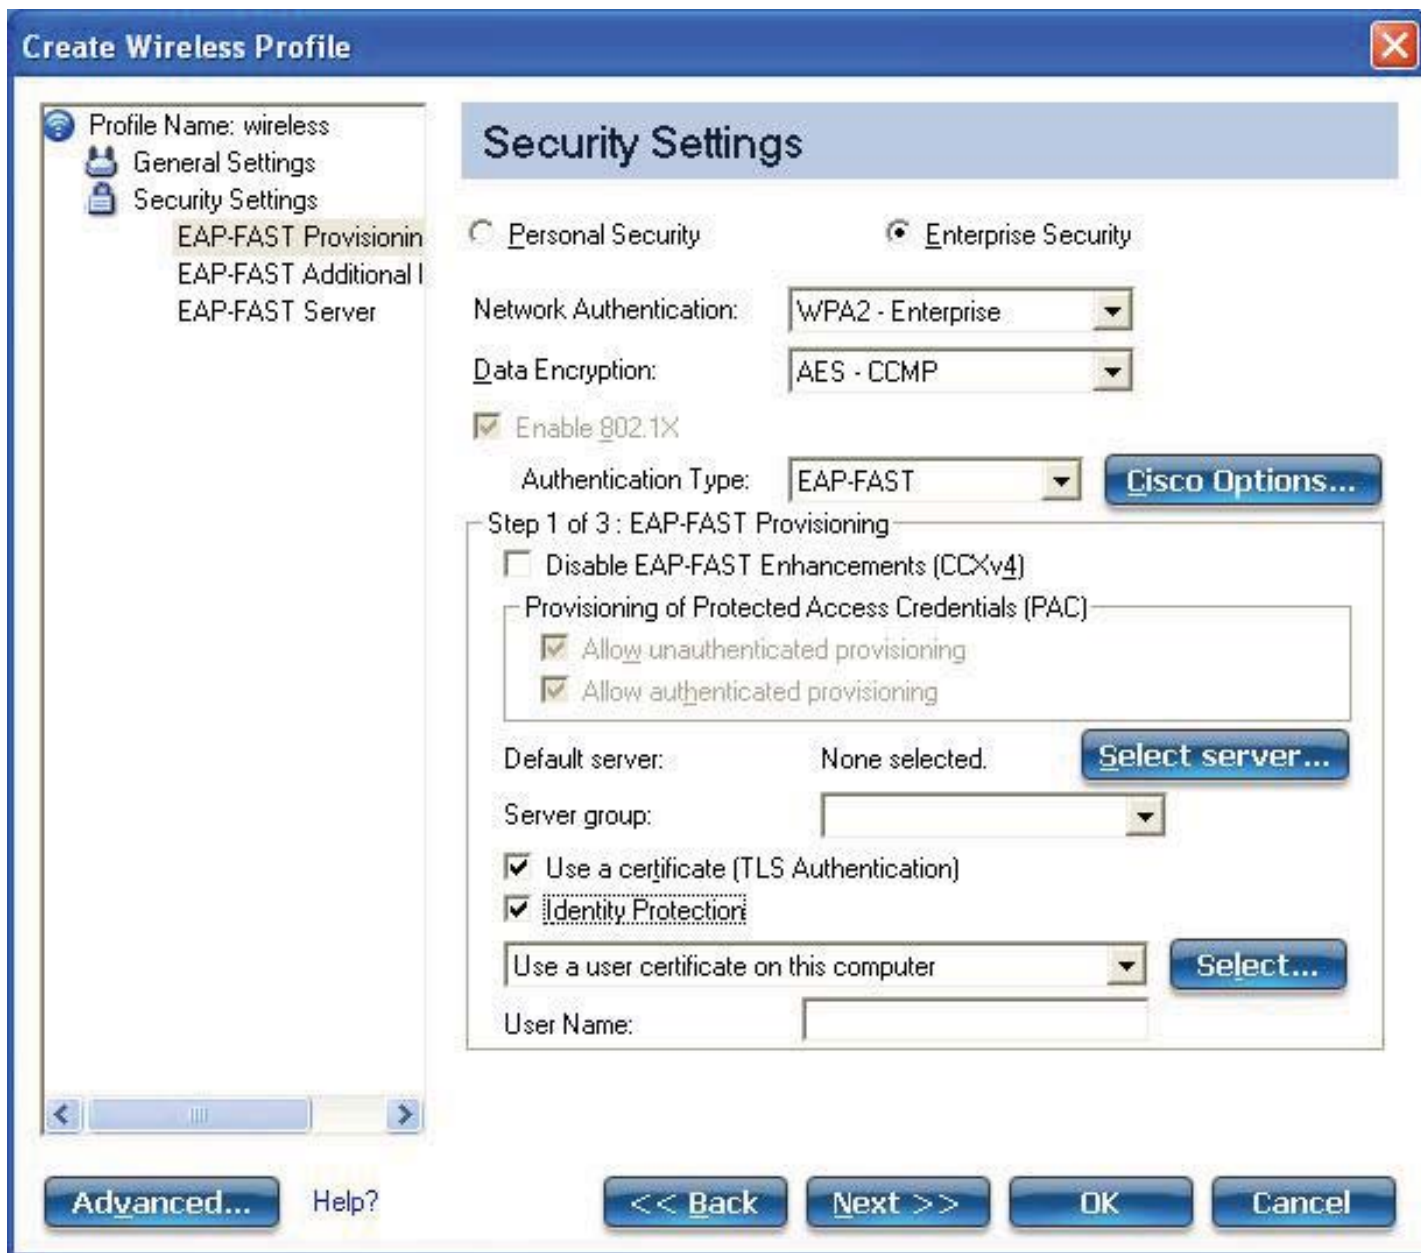 Create Wireless Profile
Profile Name: wireless
General Settings
Security Settings
EAP-FAST Provisionin
EAP-FAST Additional
EAP-FAST Server
Security Settings
Personal Security
Enterprise Security
Network Authentication: WPA2 - Enterprise
Data Encryption: AES - CCMP
Enable 802.1X
Authentication Type: EAP-FAST Cisco Options...
Step 1 of 3 : EAP-FAST Provisioning
Disable EAP-FAST Enhancements (CCXv4)
Provisioning of Protected Access Credentials (PAC)
Allow unauthenticated provisioning
Allow authenticated provisioning
Default server: None selected. Select server...
Server group:
Use a certificate (TLS Authentication)
Identity Protection
Use a user certificate on this computer Select...
User Name:
Advanced... Help? << Back Next >> OK Cancel